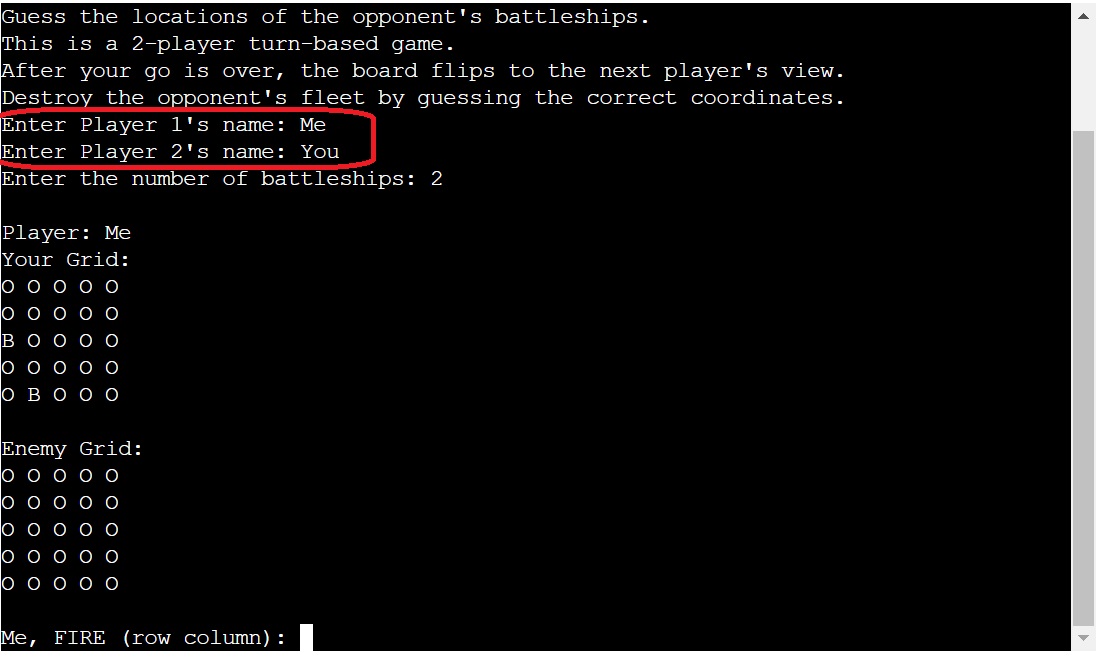 Guess the locations of the opponent's battleships.
This is a 2-player turn-based game.
After your go is over, the board flips to the next player's view.
Destroy the opponent's fleet by guessing the correct coordinates.
Enter Player 1's name: Me
Enter Player 2's name: You
Enter the number of battleships: 2
Player: Me
Your Grid:
O O O O O
O O O O O
B O O O O
O O O O O
O B O O O
Enemy Grid:
O O O O O
O O O O O
O O O O O
O O O O O
O O O O O
Me, FIRE (row column):